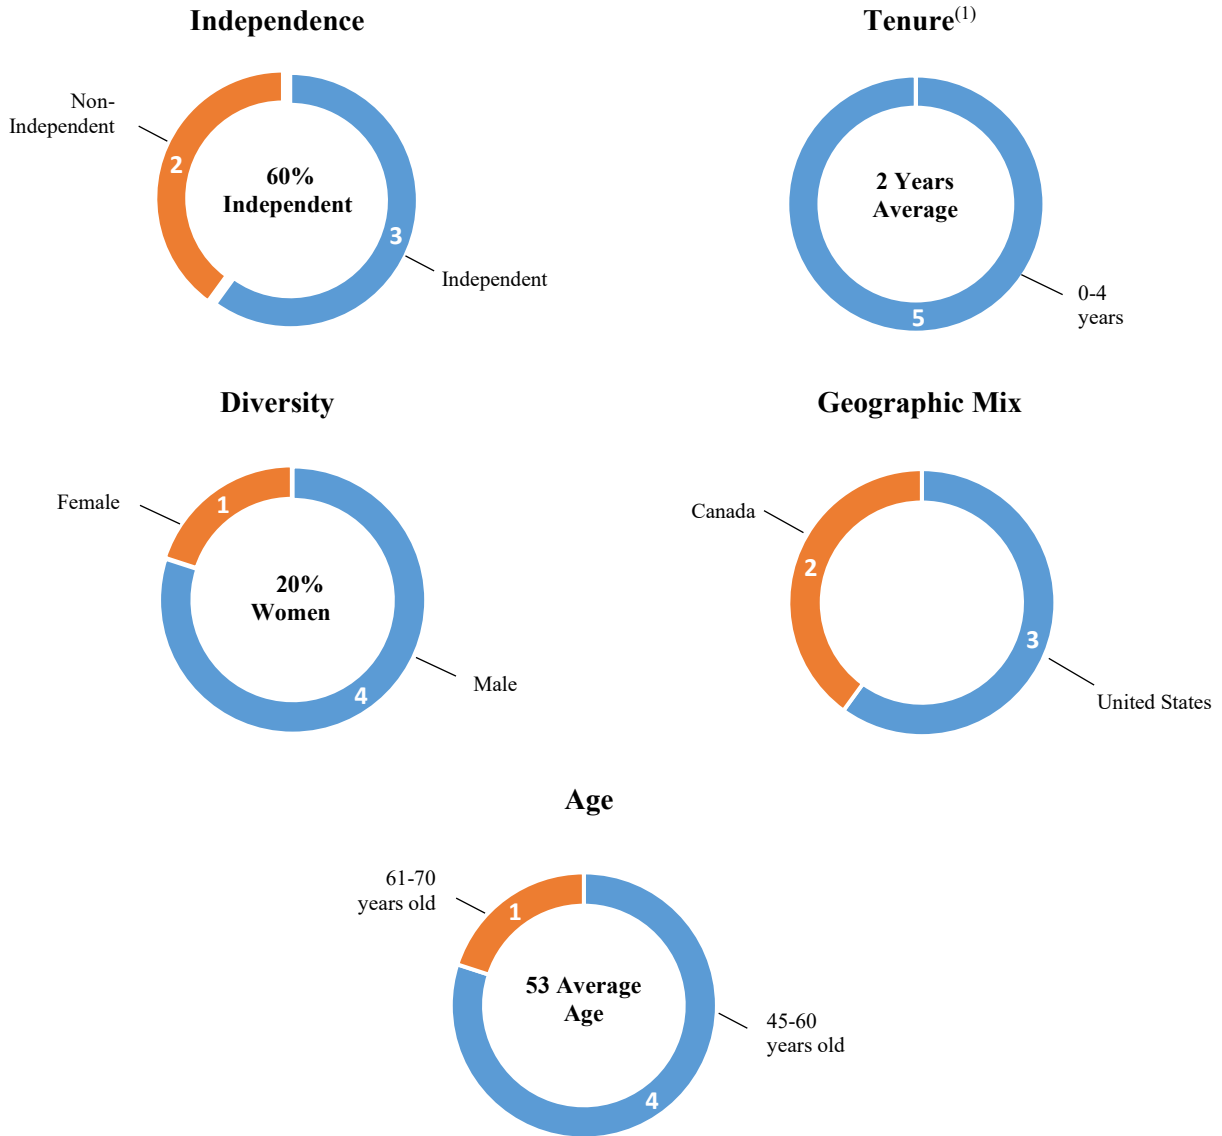 Independence
Non-
Independent
2
60%
Independent
3
Independent
Tenure(1)
2 Years
Average
5
0-4
years
Diversity
Female
1
20%
Women
4
Male
Geographic Mix
Canada
2
3
United States
Age
61-70
years old
1
53 Average
Age
45-60
years old
4